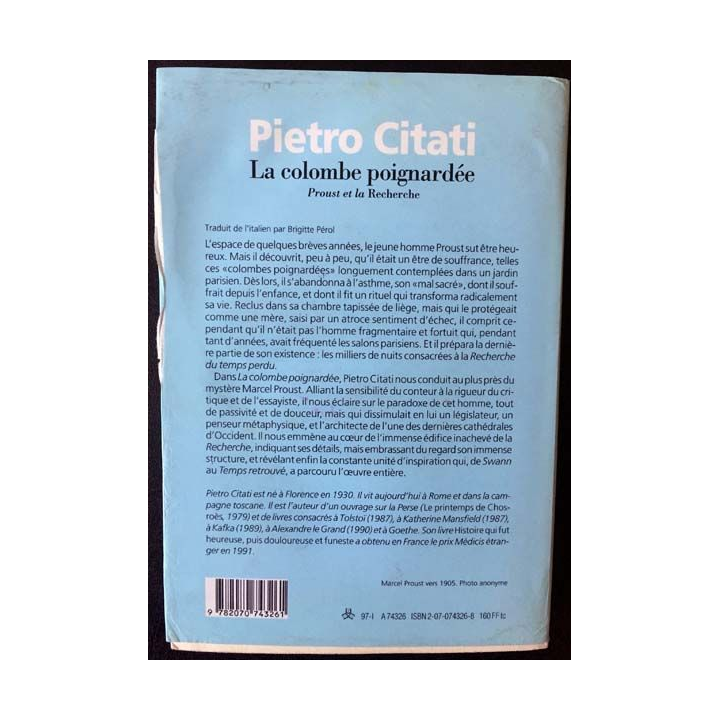 Pietro Citati
La colombe poignardée
Proust et la Recherche
Traduit de l'italien par Brigitte Pérol
L'espace de quelques brèves années, le jeune homme Proust sut être heu-
reux. Mais il découvrit, peu à peu, qu'il était un être de souffrance, telles
ces «colombes poignardées» longuement contemplées dans un jardin
parisien. Dès lors, il s'abandonna à l'asthme, son «mal sacré», dont il souf-
frait depuis l'enfance, et dont il fit un rituel qui transforma radicalement
sa vie. Reclus dans sa chambre tapissée de liège, mais qui le protégeait
comme une mère, saisi par un atroce sentiment d'échec, il comprit ce-
pendant qu'il n'était pas l'homme fragmentaire et fortuit qui, pendant
tant d'années, avait fréquenté les salons parisiens. Et il prépara la derniè-
re partie de son existence : les milliers de nuits consacrées à la Recherche
du temps perdu.
Dans La colombe poignardée, Pietro Citati nous conduit au plus près du
mystère Marcel Proust. Alliant la sensibilité du conteur à la rigueur du cri-
tique et de l'essayiste, il nous éclaire sur le paradoxe de cet homme, tout
de passivité et de douceur, mais qui dissimulait en lui un législateur, un
penseur métaphysique, et l'architecte de l'une des dernières cathédrales
d'Occident. Il nous emmène au cœur de l'immense édifice inachevé de la
Recherche, indiquant ses détails, mais embrassant du regard son immense
structure, et révélant enfin la constante unité d'inspiration qui, de Swann
au Temps retrouvé, a parcouru l'œuvre entière.
Pietro Citati est né à Florence en 1930. Il vit aujourd'hui à Rome et dans la cam-
pagne toscane. Il est l'auteur d'un ouvrage sur la Perse (Le printemps de Chos-
roès, 1979) et de livres consacrés à Tolstoï (1987), à Katherine Mansfield (1987),
à Kafka (1989), à Alexandre le Grand (1990) et à Goethe. Son livre Histoire qui fut
heureuse, puis douloureuse et funeste a obtenu en France le prix Médicis étran-
ger en 1991.
Marcel Proust vers 1905. Photo anonyme
9 782070 743261
97-I A 74326 ISBN 2-07-074326-8 160 FF tc